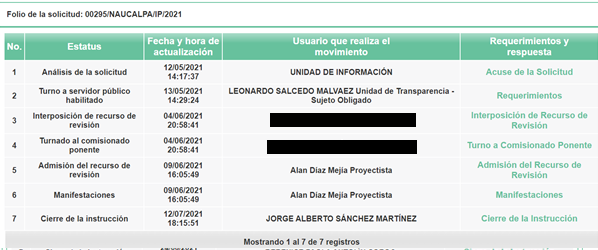 Folio de la solicitud: 00295/NAUCALPA/IP/2021
No. Estatus Fecha y hora de actualización Usuario que realiza el movimiento Requerimientos y respuesta
1 Análisis de la solicitud 12/05/2021 14:17:37 UNIDAD DE INFORMACIÓN Acuse de la Solicitud
2 Turno a servidor público habilitado 13/05/2021 14:29:24 LEONARDO SALCEDO MALVAEZ Unidad de Transparencia - Sujeto Obligado Requerimientos
3 Interposición de recurso de revisión 04/06/2021 20:58:41 Interposición de Recurso de Revisión
4 Turnado al comisionado ponente 04/06/2021 20:58:41 Turno a Comisionado Ponente
5 Admisión del recurso de revisión 09/06/2021 16:05:49 Alan Díaz Mejía Proyectista Admisión del Recurso de Revisión
6 Manifestaciones 09/06/2021 16:05:49 Alan Díaz Mejía Proyectista Manifestaciones
7 Cierre de la instrucción 12/07/2021 18:15:51 JORGE ALBERTO SÁNCHEZ MARTÍNEZ Cierre de la Instrucción
Mostrando 1 al 7 de 7 registros